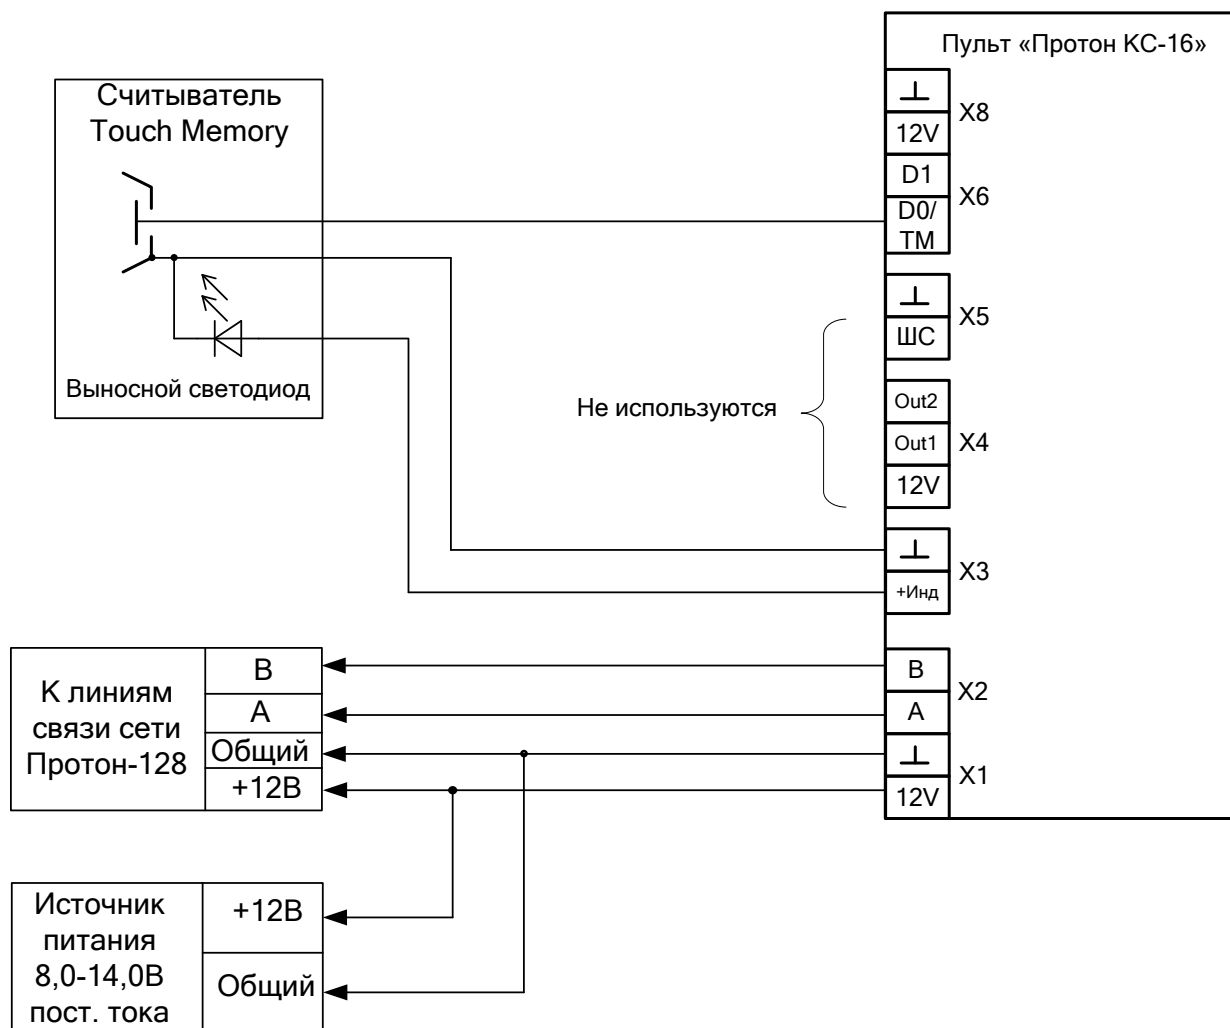 Пульт «Протон КС-16»
Считыватель
Touch Memory
Выносной светодиод
⊥
12V
X8
D1
D0/
TM
X6
⊥
ШС
X5
Не используются
Out2
Out1
12V
X4
⊥
+Инд
X3
B
A
X2
⊥
12V
X1
К линиям
связи сети
Протон-128
B
A
Общий
+12В
Источник
питания
8,0-14,0В
пост. тока
+12В
Общий